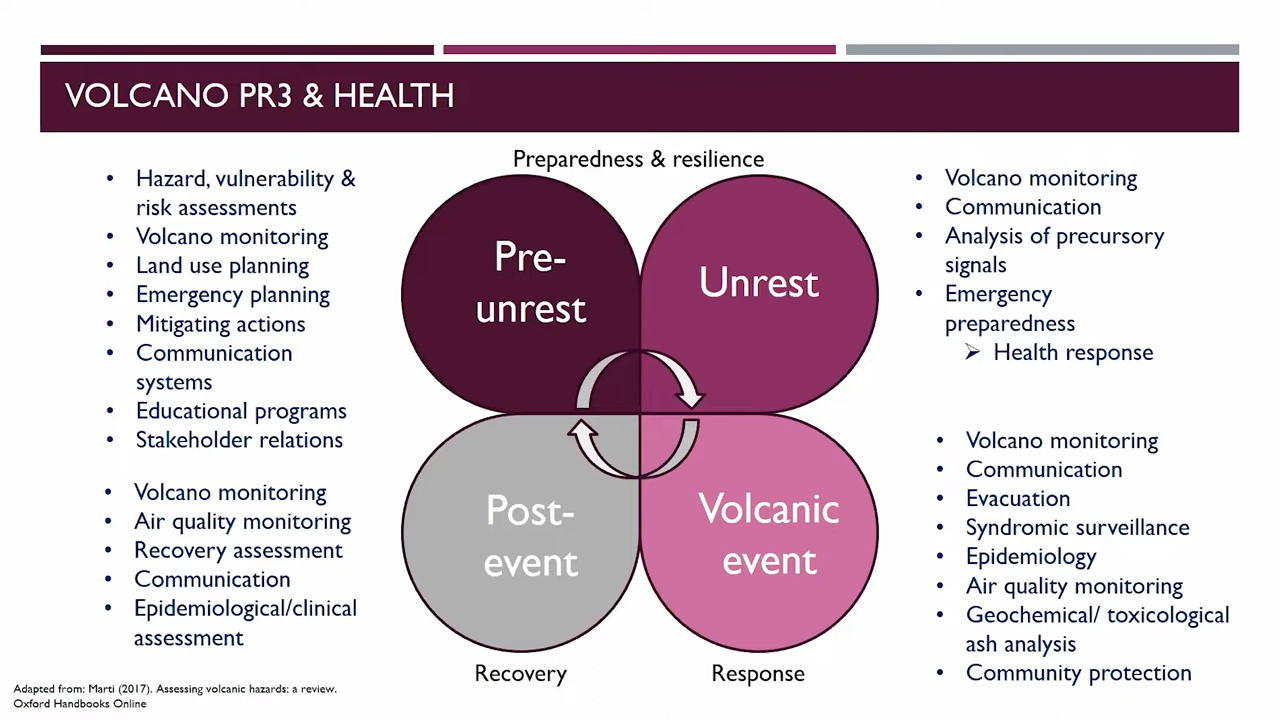 VOLCANO PR3 & HEALTH
Preparedness & resilience
• Hazard, vulnerability &
risk assessments
• Volcano monitoring
• Land use planning
• Emergency planning
• Mitigating actions
• Communication
systems
• Educational programs
• Stakeholder relations
Pre-
unrest
Unrest
• Volcano monitoring
• Communication
• Analysis of precursory
signals
• Emergency
preparedness
➢ Health response
• Volcano monitoring
• Air quality monitoring
• Recovery assessment
• Communication
• Epidemiological/clinical
assessment
Post-
event
Volcanic
event
• Volcano monitoring
• Communication
• Evacuation
• Syndromic surveillance
• Epidemiology
• Air quality monitoring
• Geochemical/ toxicological
ash analysis
• Community protection
Recovery
Response
Adapted from: Marti (2017). Assessing volcanic hazards: a review.
Oxford Handbooks Online